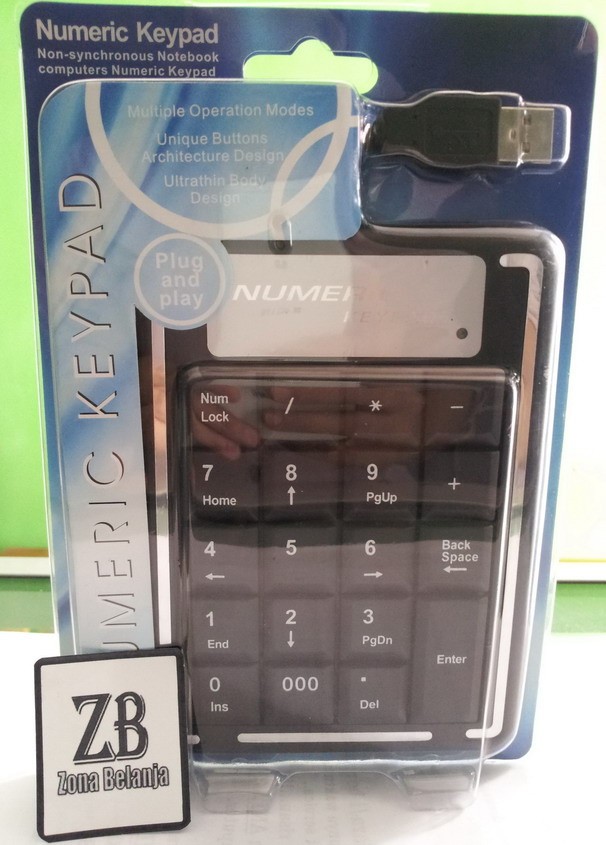 Numeric Keypad
Non-synchronous Notebook
computers Numeric Keypad
Multiple Operation Modes
Unique Buttons
Architecture Design
Ultrathin Body
Design
NUMERIC KEYPAD
Plug
and
play
Num
Lock
/
*
-
7
Home
8
↑
9
PgUp
+
4
←
5
6
→
Back
Space
←
1
End
2
↓
3
PgDn
Enter
0
Ins
000
.
Del
ZB
Zona Belanja